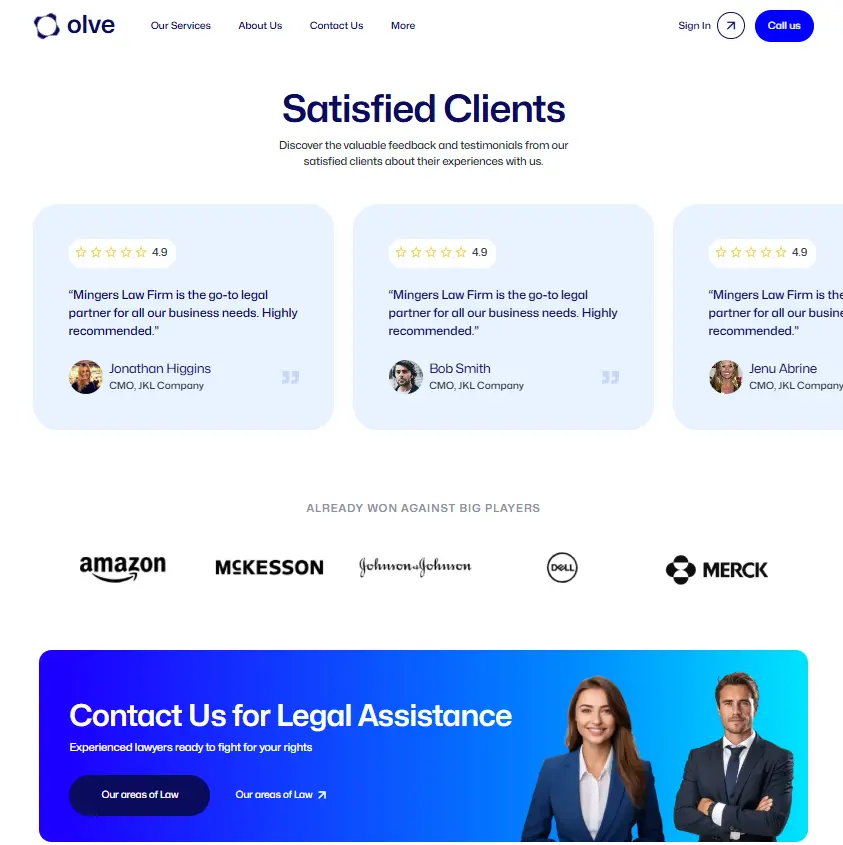 olve
Our Services
About Us
Contact Us
More
Sign In
Call us
Satisfied Clients
Discover the valuable feedback and testimonials from our
satisfied clients about their experiences with us.
4.9
“Mingers Law Firm is the go-to legal
partner for all our business needs. Highly
recommended.”
Jonathan Higgins
CMO, JKL Company
4.9
“Mingers Law Firm is the go-to legal
partner for all our business needs. Highly
recommended.”
Bob Smith
CMO, JKL Company
4.9
“Mingers Law Firm is the
partner for all our busine
recommended.”
Jenu Abrine
CMO, JKL Company
ALREADY WON AGAINST BIG PLAYERS
amazon
MCKESSON
Johnson & Johnson
DELL
MERCK
Contact Us for Legal Assistance
Experienced lawyers ready to fight for your rights
Our areas of Law
Our areas of Law